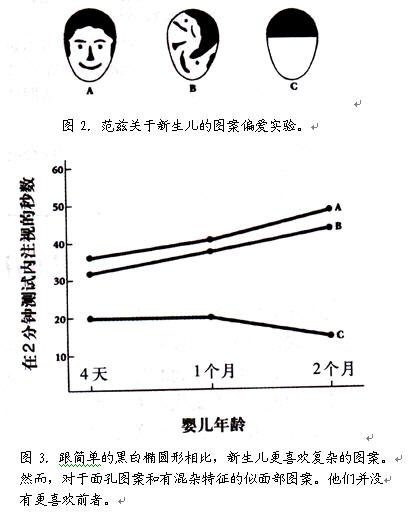 A B C
图 2. 范兹关于新生儿的图案偏爱实验。
在2分钟测试内注视的秒数
60
50
40
30
20
10
A
B
C
4天 1个月 2个月
婴儿年龄
图 3. 跟简单的黑白椭圆形相比，新生儿更喜欢复杂的图案。
然而，对于面孔图案和有混杂特征的似面部图案。他们并没
有更喜欢前者。